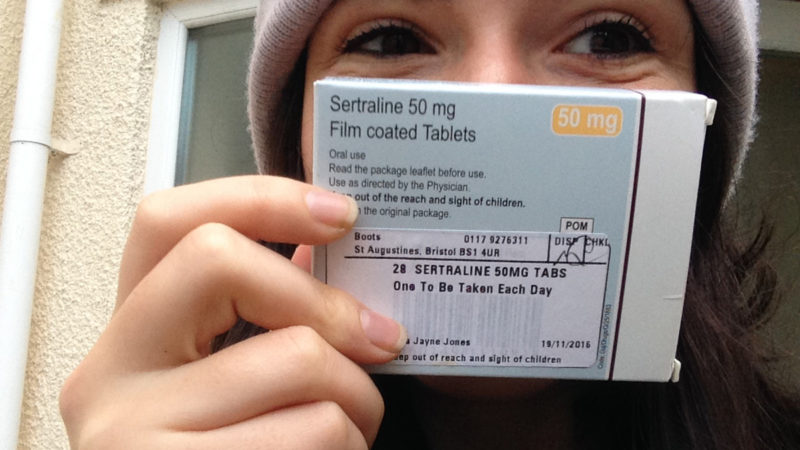 Sertraline 50 mg
50 mg
Film coated Tablets
Oral use
Read the package leaflet before use.
Use as directed by the Physician.
out of the reach and sight of children.
the original package.
POM
Boots 0117 9276311
St Augustines, Bristol BS1 4UR
28 SERTRALINE 50MG TABS
One To Be Taken Each Day
Jayne Jones 19/11/2016
out of reach and sight of children